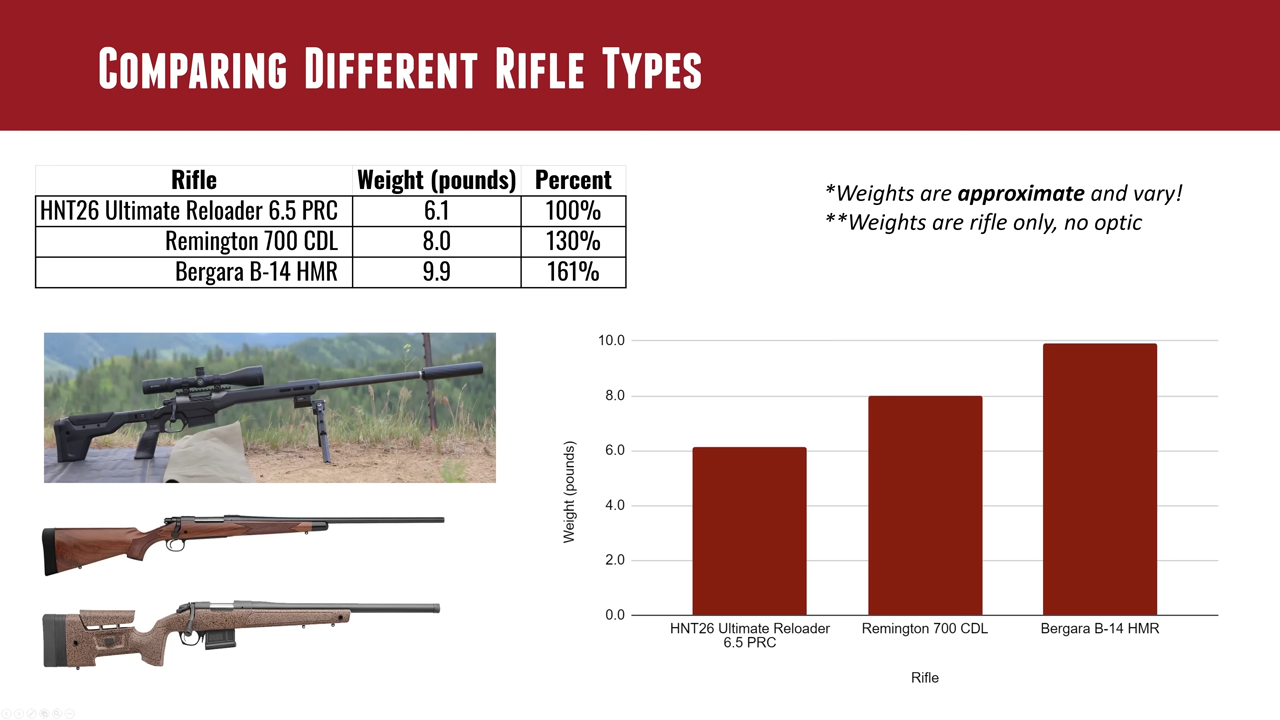 Comparing Different Rifle Types
Rifle Weight (pounds) Percent
HNT26 Ultimate Reloader 6.5 PRC 6.1 100%
Remington 700 CDL 8.0 130%
Bergara B-14 HMR 9.9 161%
*Weights are approximate and vary!
**Weights are rifle only, no optic
10.0
8.0
6.0
4.0
2.0
0.0
Weight (pounds)
HNT26 Ultimate Reloader
6.5 PRC
Remington 700 CDL
Bergara B-14 HMR
Rifle